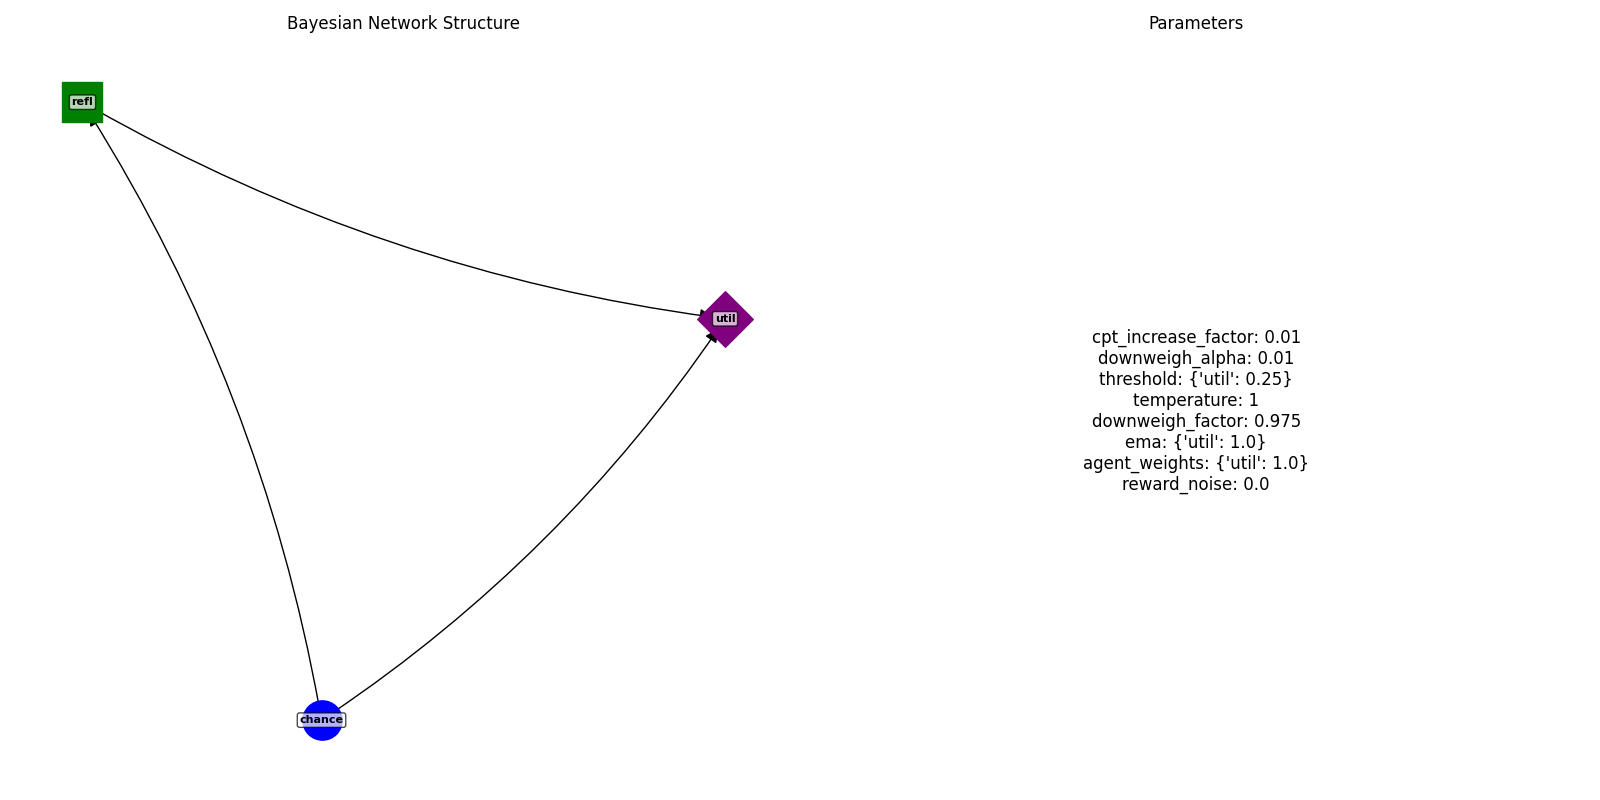 Bayesian Network Structure
Parameters
refl
util
chance
cpt_increase_factor: 0.01
downweigh_alpha: 0.01
threshold: {'util': 0.25}
temperature: 1
downweigh_factor: 0.975
ema: {'util': 1.0}
agent_weights: {'util': 1.0}
reward_noise: 0.0